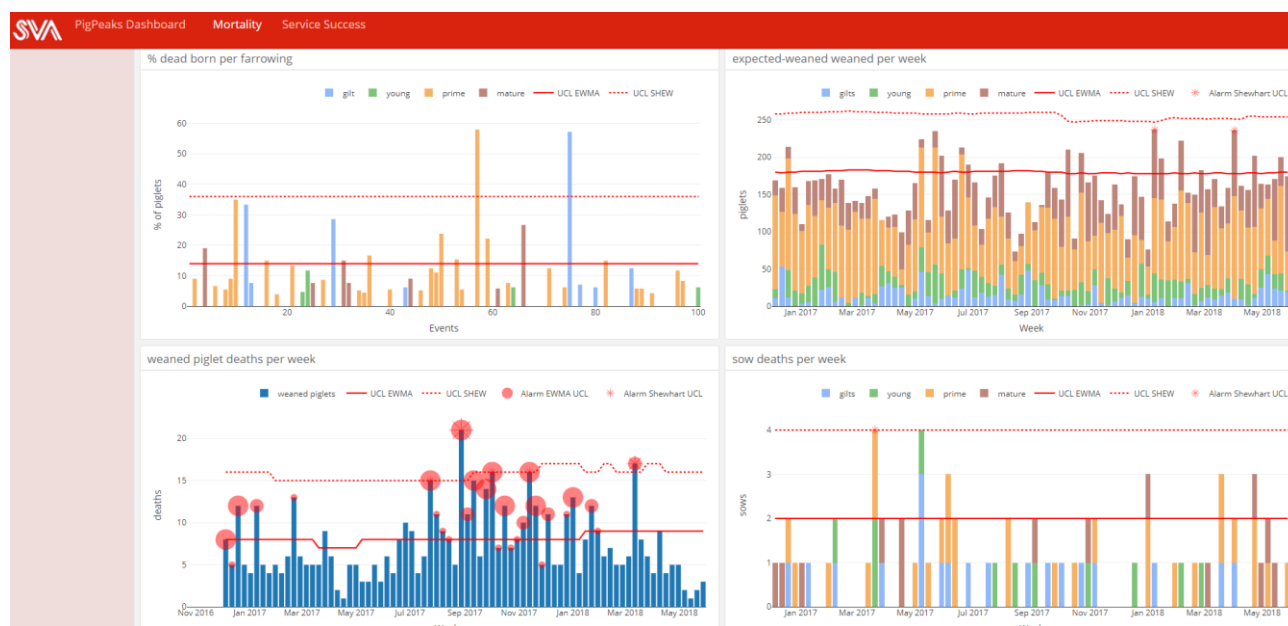 SVA PigPeaks Dashboard Mortality Service Success
% dead born per farrowing
gilt young prime mature UCL EWMA UCL SHEW
60
50
40
30
20
10
0
% of piglets
20 40 60 80 100
Events
expected-weaned weaned per week
gilts young prime mature UCL EWMA UCL SHEW Alarm Shewhart UCL
250
200
150
100
50
0
piglets
Jan 2017 Mar 2017 May 2017 Jul 2017 Sep 2017 Nov 2017 Jan 2018 Mar 2018 May 2018
Week
weaned piglet deaths per week
weaned piglets UCL EWMA UCL SHEW Alarm EWMA UCL Alarm Shewhart UCL
20
15
10
5
0
deaths
Nov 2016 Jan 2017 Mar 2017 May 2017 Jul 2017 Sep 2017 Nov 2017 Jan 2018 Mar 2018 May 2018
sow deaths per week
gilts young prime mature UCL EWMA UCL SHEW Alarm Shewhart UCL
4
3
2
1
0
sows
Jan 2017 Mar 2017 May 2017 Jul 2017 Sep 2017 Nov 2017 Jan 2018 Mar 2018 May 2018